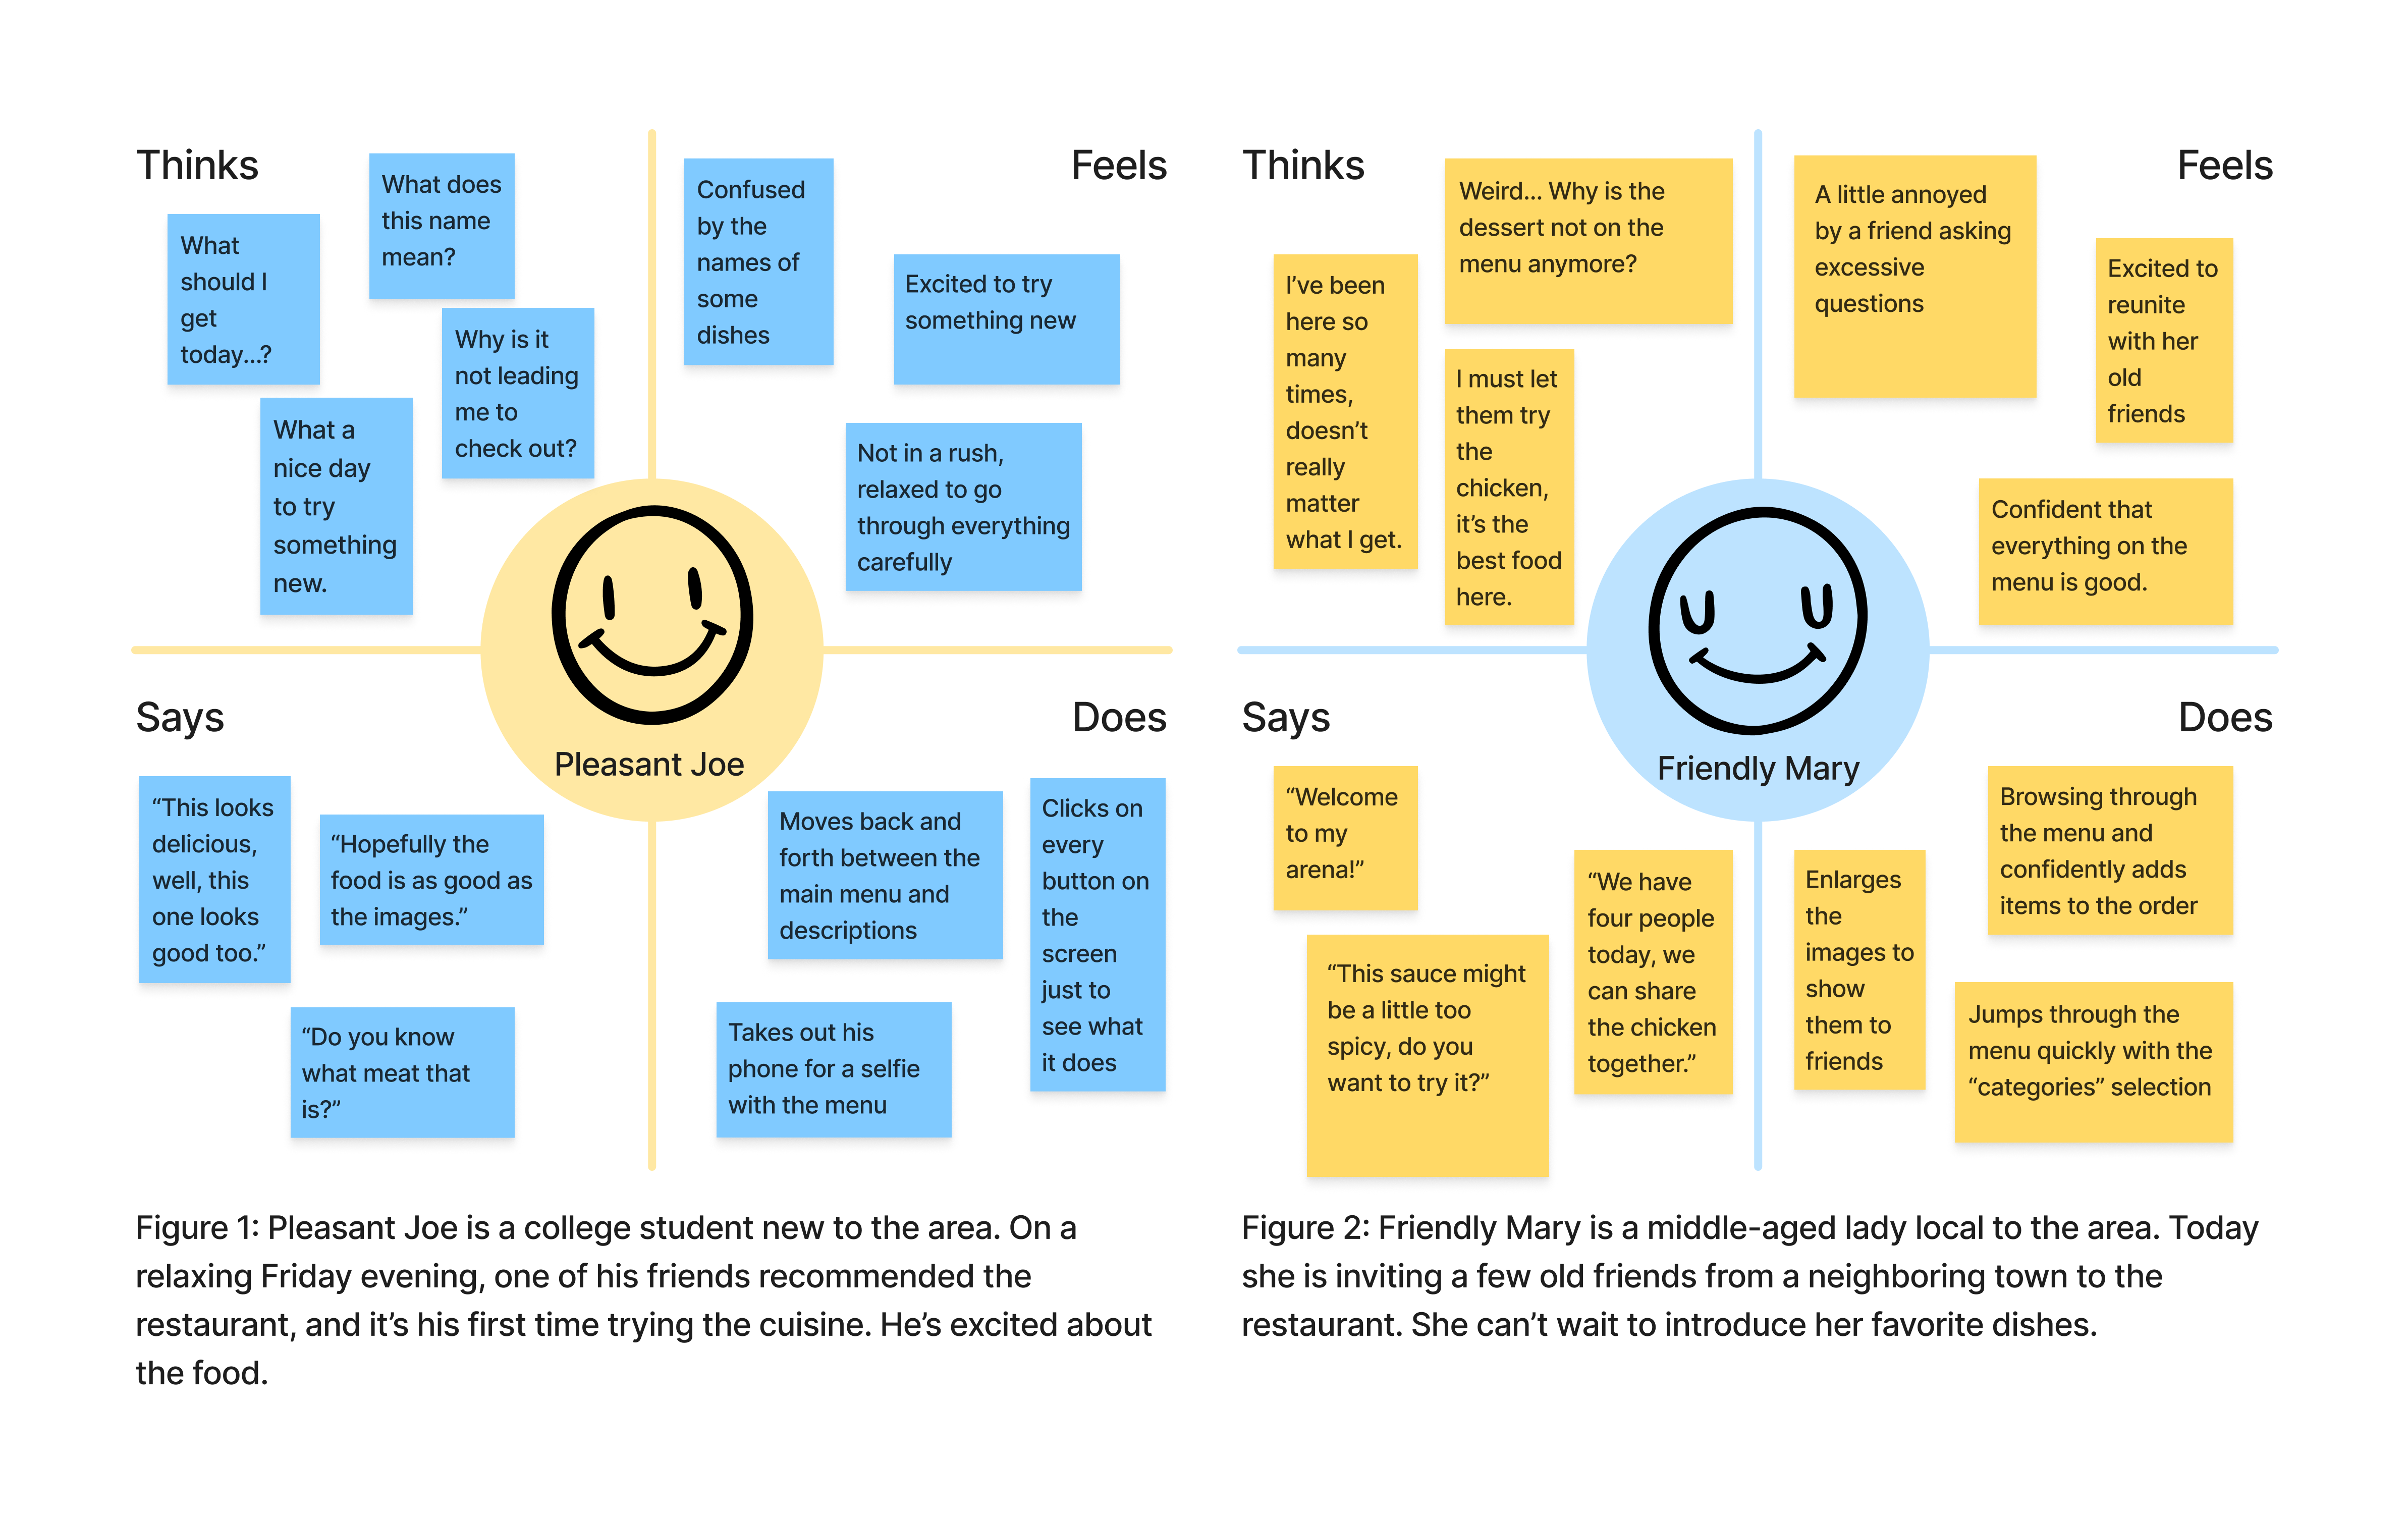 Thinks
What
should I
get
today...?
What does
this name
mean?
Why is it
not leading
me to
check out?
What a
nice day
to try
something
new.
Feels
Confused
by the
names of
some
dishes
Excited to try
something new
Not in a rush,
relaxed to go
through everything
carefully
Pleasant Joe
Says
“This looks
delicious,
well, this
one looks
good too.”
“Hopefully the
food is as good as
the images.”
“Do you know
what meat that
is?”
Does
Moves back and
forth between the
main menu and
descriptions
Clicks on
every
button on
the
screen
just to
see what
it does
Takes out his
phone for a selfie
with the menu
Figure 1: Pleasant Joe is a college student new to the area. On a
relaxing Friday evening, one of his friends recommended the
restaurant, and it’s his first time trying the cuisine. He’s excited about
the food.
Thinks
Weird... Why is the
dessert not on the
menu anymore?
I’ve been
here so
many
times,
doesn’t
really
matter
what I get.
I must let
them try
the
chicken,
it’s the
best food
here.
Feels
A little annoyed
by a friend asking
excessive
questions
Excited to
reunite
with her
old
friends
Confident that
everything on the
menu is good.
Friendly Mary
Says
“Welcome
to my
arena!”
“This sauce might
be a little too
spicy, do you
want to try it?”
“We have
four people
today, we
can share
the chicken
together.”
Does
Browsing through
the menu and
confidently adds
items to the order
Enlarges
the
images to
show
them to
friends
Jumps through the
menu quickly with the
“categories” selection
Figure 2: Friendly Mary is a middle-aged lady local to the area. Today
she is inviting a few old friends from a neighboring town to the
restaurant. She can’t wait to introduce her favorite dishes.